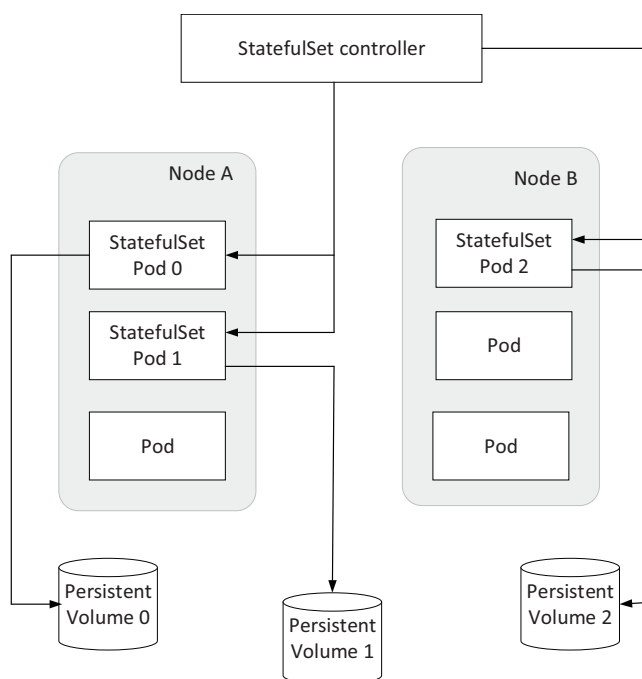 StatefulSet controller
Node A
StatefulSet
Pod 0
StatefulSet
Pod 1
Pod
Node B
StatefulSet
Pod 2
Pod
Pod
Persistent
Volume 0
Persistent
Volume 1
Persistent
Volume 2